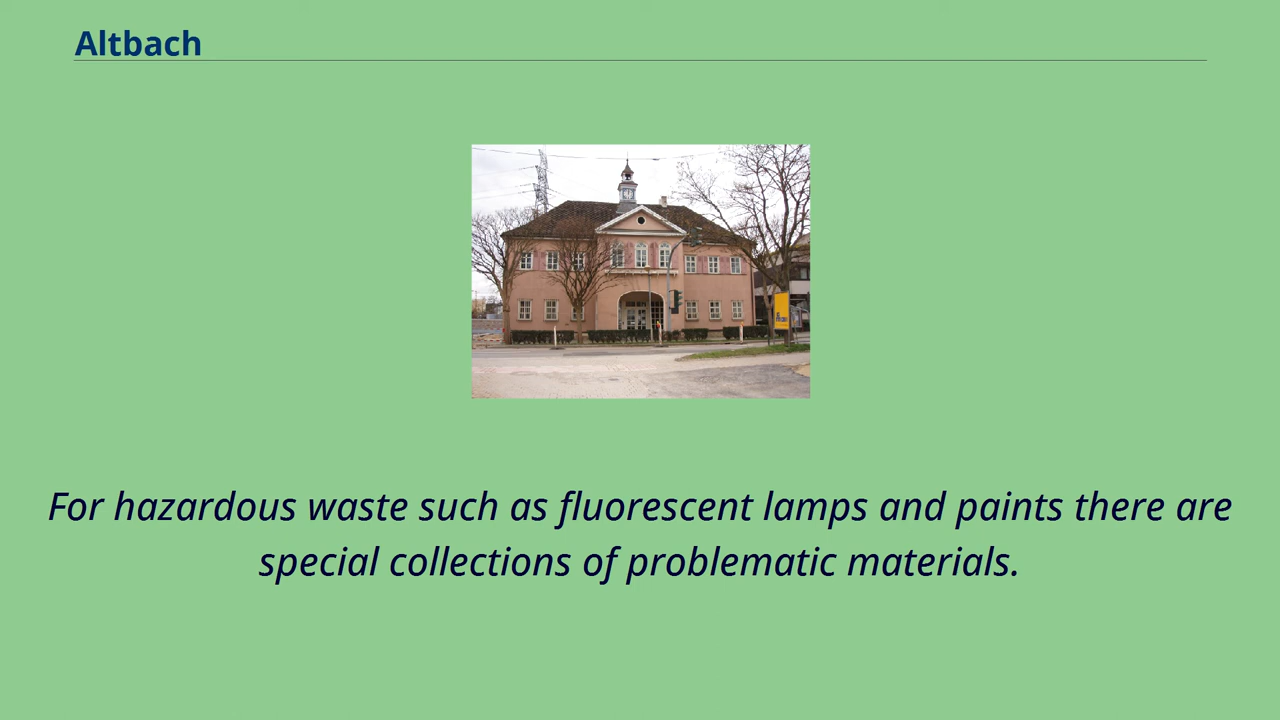 Altbach
For hazardous waste such as fluorescent lamps and paints there are
special collections of problematic materials.